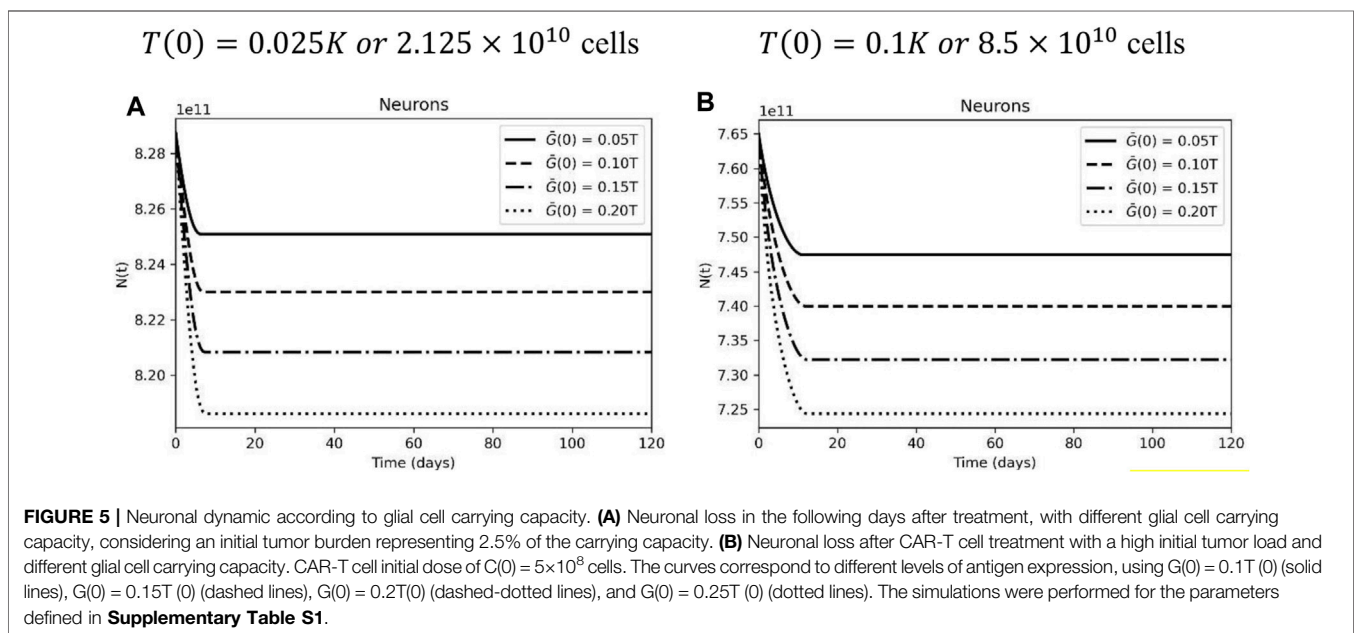 T(0) = 0.025K or 2.125 × 10¹⁰ cells
T(0) = 0.1K or 8.5 × 10¹⁰ cells
A
Neurons
1e11
8.28
8.26
8.24
8.22
8.20
N(t)
Ḡ(0) = 0.05T
Ḡ(0) = 0.10T
Ḡ(0) = 0.15T
Ḡ(0) = 0.20T
0 20 40 60 80 100 120
Time (days)
B
Neurons
1e11
7.65
7.60
7.55
7.50
7.45
7.40
7.35
7.30
7.25
N(t)
Ḡ(0) = 0.05T
Ḡ(0) = 0.10T
Ḡ(0) = 0.15T
Ḡ(0) = 0.20T
0 20 40 60 80 100 120
Time (days)
FIGURE 5 | Neuronal dynamic according to glial cell carrying capacity. (A) Neuronal loss in the following days after treatment, with different glial cell carrying
capacity, considering an initial tumor burden representing 2.5% of the carrying capacity. (B) Neuronal loss after CAR-T cell treatment with a high initial tumor load and
different glial cell carrying capacity. CAR-T cell initial dose of C(0) = 5×10⁸ cells. The curves correspond to different levels of antigen expression, using G(0) = 0.1T (0) (solid
lines), G(0) = 0.15T (0) (dashed lines), G(0) = 0.2T(0) (dashed-dotted lines), and G(0) = 0.25T (0) (dotted lines). The simulations were performed for the parameters
defined in Supplementary Table S1.